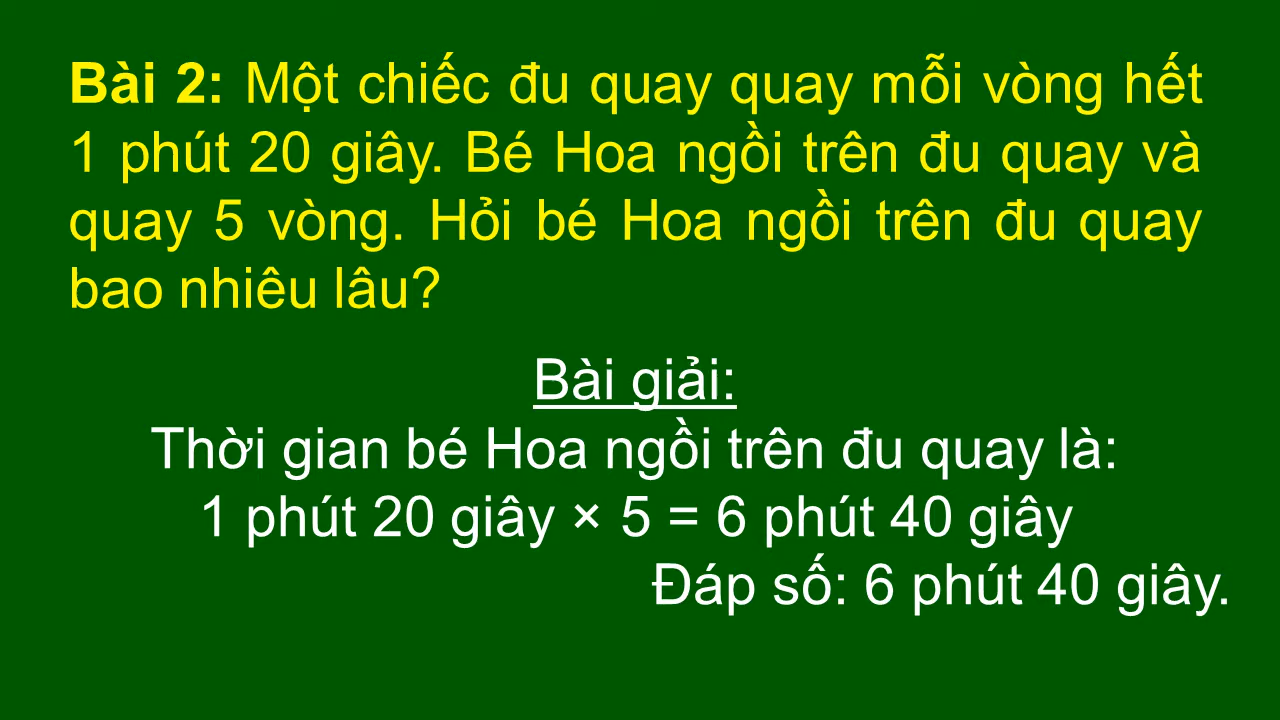 Bài 2: Một chiếc đu quay quay mỗi vòng hết
1 phút 20 giây. Bé Hoa ngồi trên đu quay và
quay 5 vòng. Hỏi bé Hoa ngồi trên đu quay
bao nhiêu lâu?
Bài giải:
Thời gian bé Hoa ngồi trên đu quay là:
1 phút 20 giây × 5 = 6 phút 40 giây
Đáp số: 6 phút 40 giây.